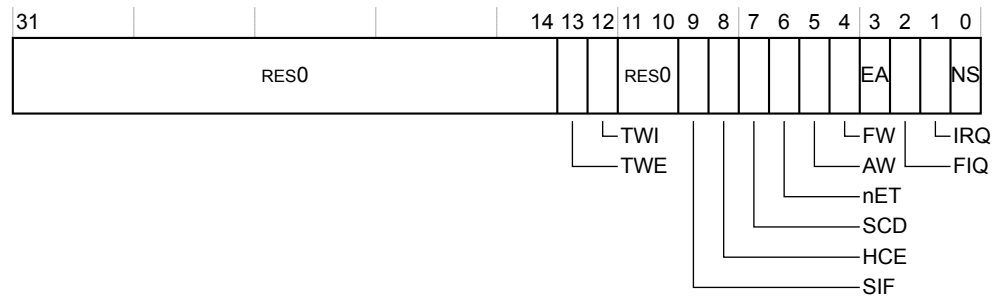 31 14 13 12 11 10 9 8 7 6 5 4 3 2 1 0
RES0 RES0 EA NS
TWI FW IRQ
TWE AW FIQ
nET
SCD
HCE
SIF